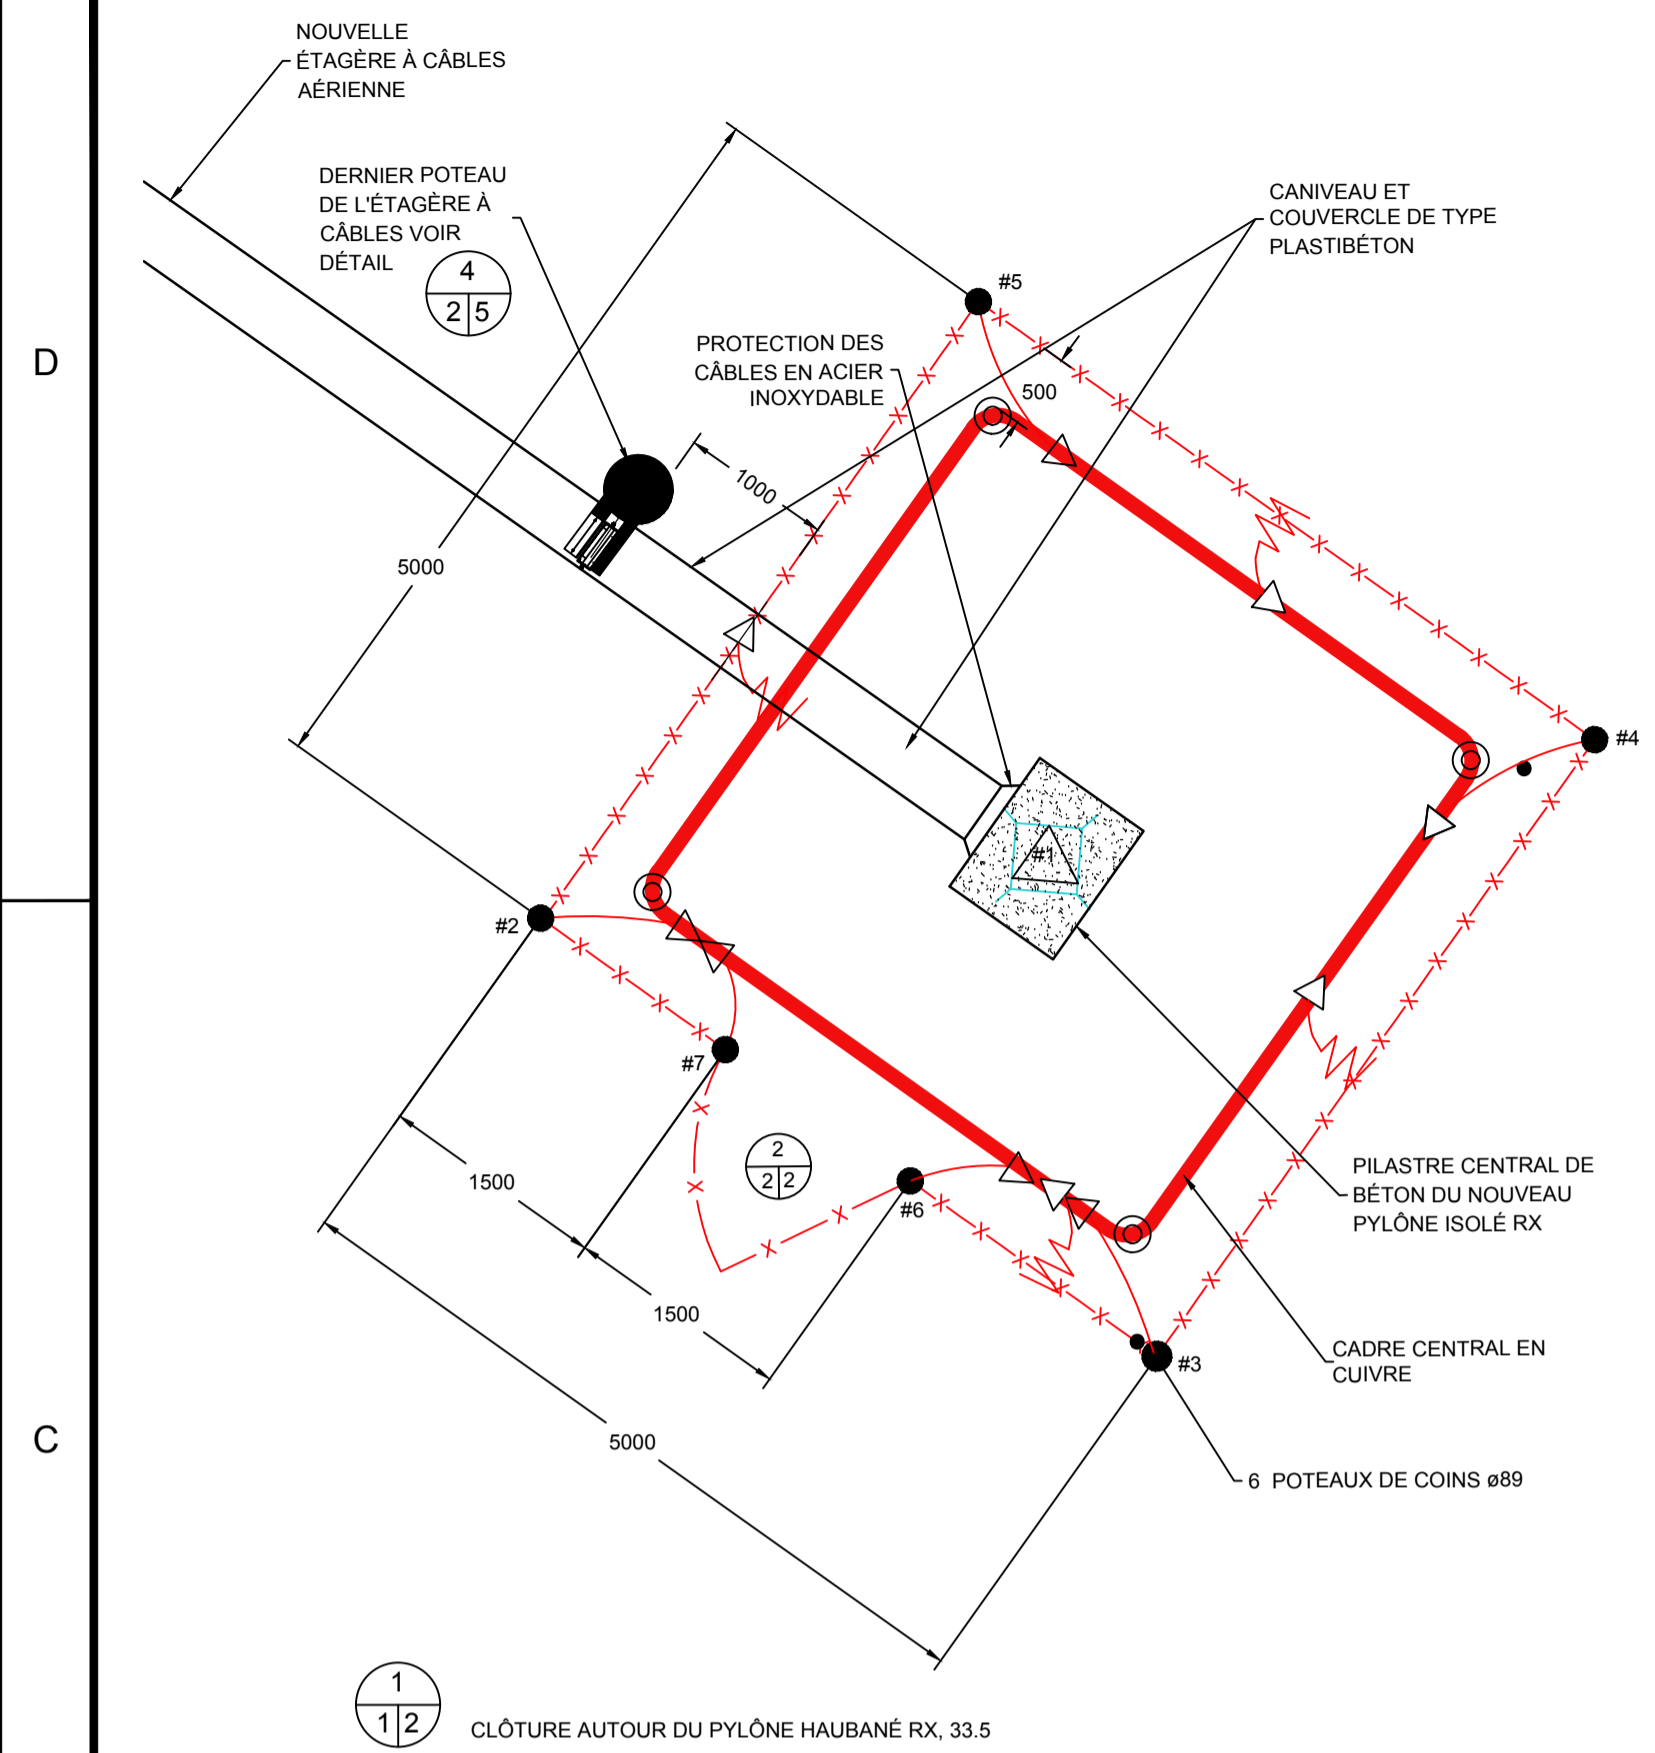 NOUVELLE
ÉTAGÈRE À CÂBLES
AÉRIENNE
DERNIER POTEAU
DE L'ÉTAGÈRE À
CÂBLES VOIR
DÉTAIL
4
2 5
CANIVEAU ET
COUVERCLE DE TYPE
PLASTIBÉTON
#5
PROTECTION DES
CÂBLES EN ACIER
INOXYDABLE
D
500
1000
5000
#4
#1
#2
#7
2
2 2
1500
#6
PILASTRE CENTRAL DE
BÉTON DU NOUVEAU
PYLÔNE ISOLÉ RX
1500
#3
CADRE CENTRAL EN
CUIVRE
C
5000
6 POTEAUX DE COINS ø89
1
1 2
CLÔTURE AUTOUR DU PYLÔNE HAUBANÉ RX, 33.5